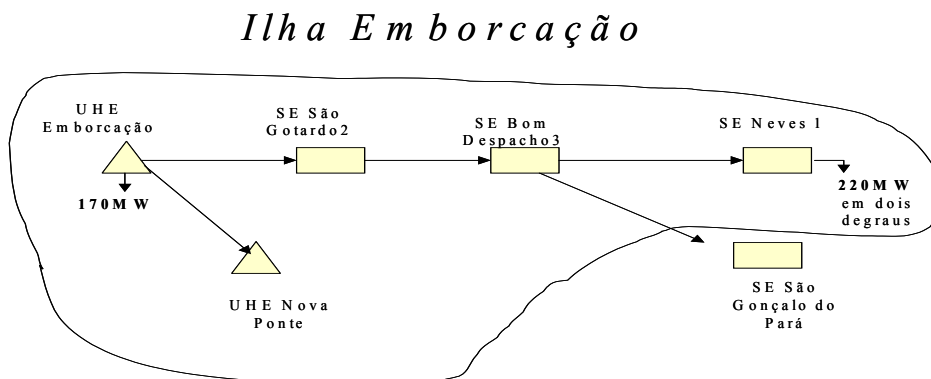 Ilha Emborcação
UHE
Emborcação
SE São
Gotardo2
SE Bom
Despacho3
SE Neves 1
170MW
220MW
em dois
degraus
UHE Nova
Ponte
SE São
Gonçalo do
Pará